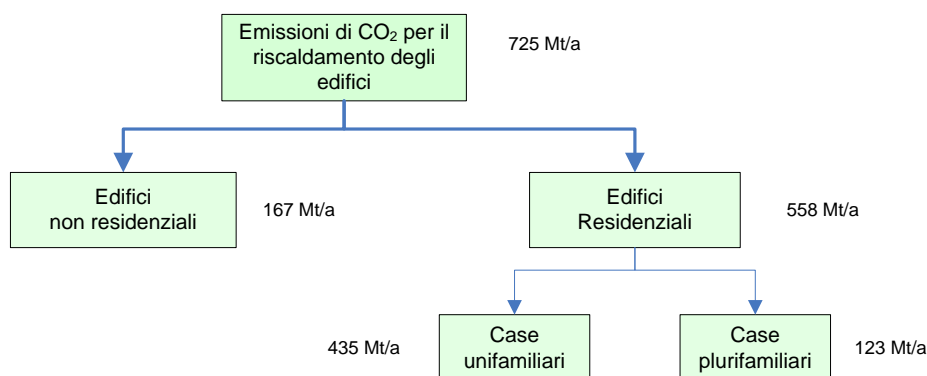 Emissioni di CO₂ per il
riscaldamento degli
edifici
725 Mt/a
Edifici
non residenziali
167 Mt/a
Edifici
Residenziali
558 Mt/a
435 Mt/a
Case
unifamiliari
Case
plurifamiliari
123 Mt/a